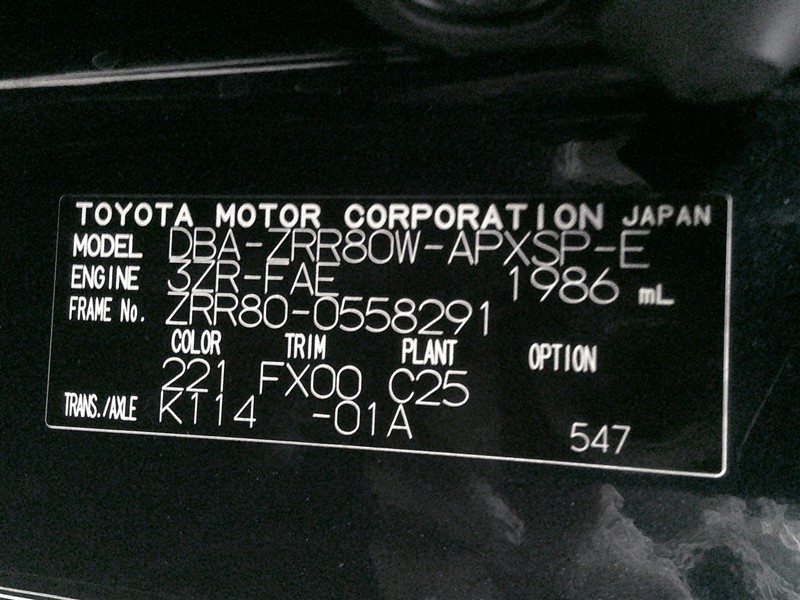 TOYOTA MOTOR CORPORATION JAPAN
MODEL DBA-ZRR80W-APXSP-E
ENGINE 3ZR-FAE 1986 mL
FRAME No. ZRR80-0558291
COLOR TRIM PLANT OPTION
221 FX00 C25
TRANS./AXLE K114 -01A 547